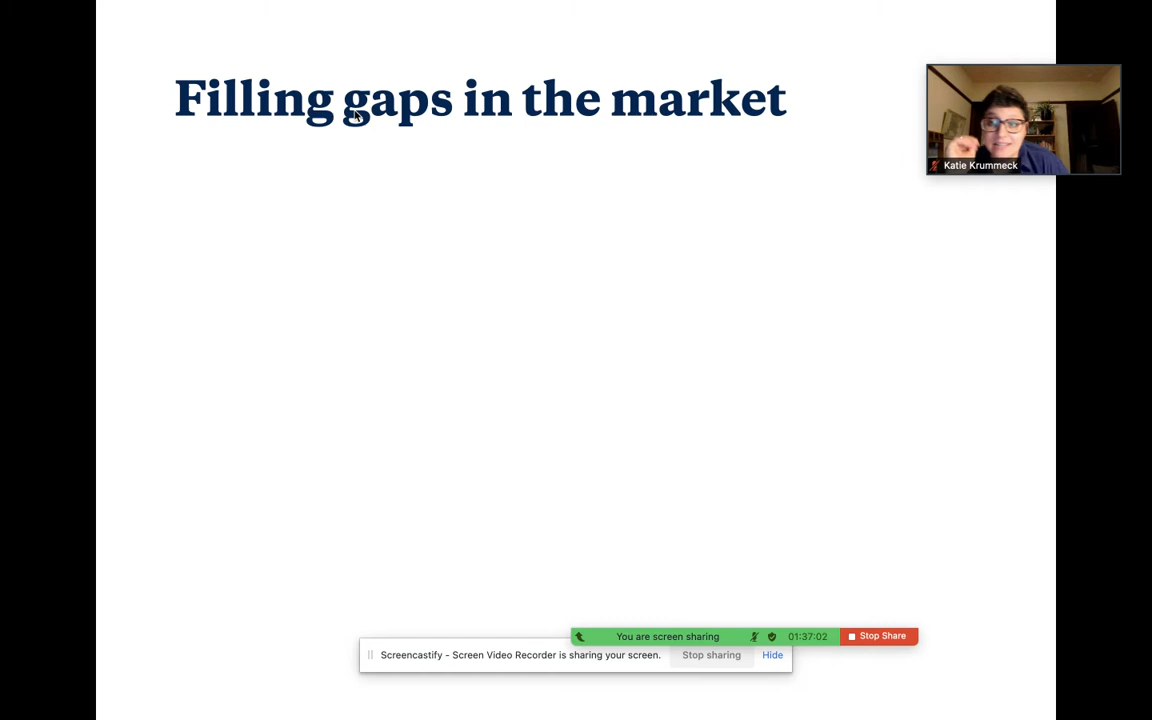 Filling gaps in the market
Katie Krummeck
You are screen sharing
01:37:02
Stop Share
Screencastify - Screen Video Recorder is sharing your screen.
Stop sharing
Hide